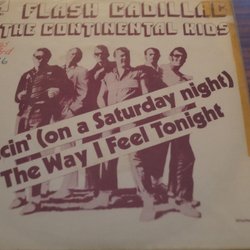 FLASH CADILLAC
THE CONTINENTAL KIDS
cin' (on a Saturday night)
The Way I Feel Tonight